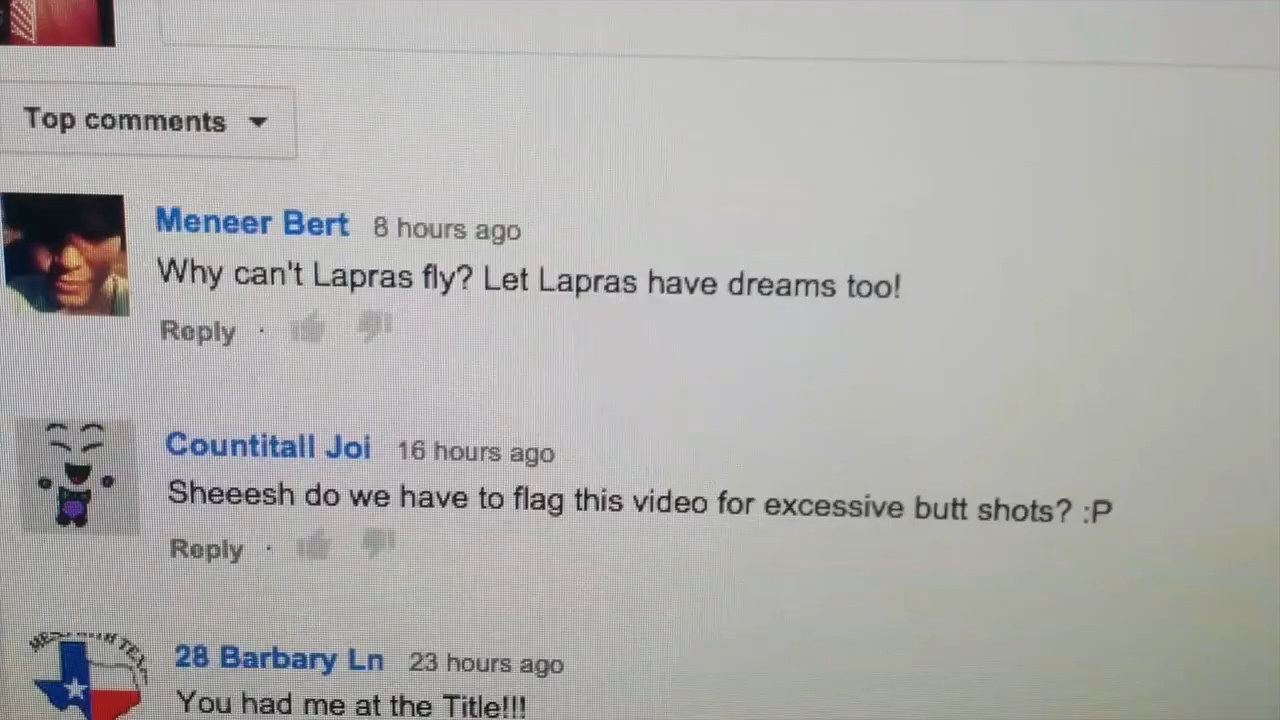 Top comments
Meneer Bert 8 hours ago
Why can't Lapras fly? Let Lapras have dreams too!
Reply ·
Countitall Joi 16 hours ago
Sheeesh do we have to flag this video for excessive butt shots? :P
Reply ·
28 Barbary Ln 23 hours ago
You had me at the Title!!!